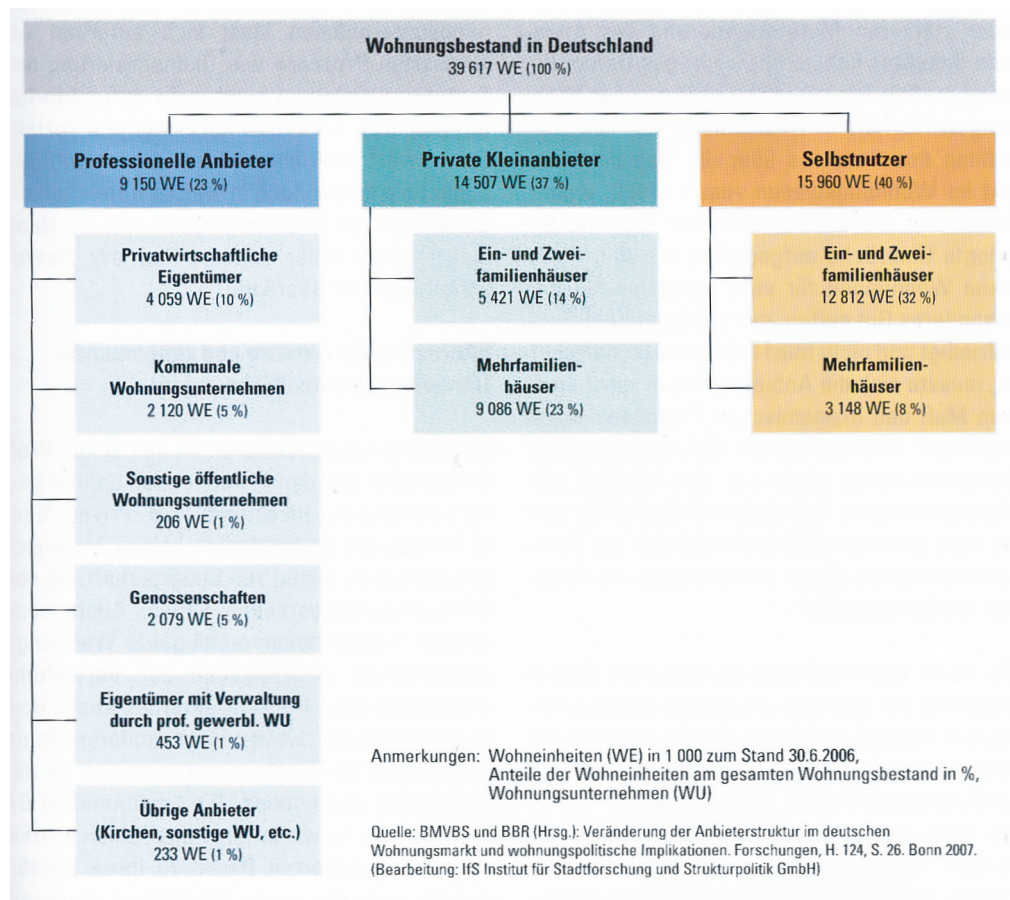 Wohnungsbestand in Deutschland
39 617 WE (100 %)
Professionelle Anbieter
9 150 WE (23 %)
Private Kleinanbieter
14 507 WE (37 %)
Selbstnutzer
15 960 WE (40 %)
Privatwirtschaftliche
Eigentümer
4 059 WE (10 %)
Ein- und Zwei-
familienhäuser
5 421 WE (14 %)
Ein- und Zwei-
familienhäuser
12 812 WE (32 %)
Kommunale
Wohnungsunternehmen
2 120 WE (5 %)
Mehrfamilien-
häuser
9 086 WE (23 %)
Mehrfamilien-
häuser
3 148 WE (8 %)
Sonstige öffentliche
Wohnungsunternehmen
206 WE (1 %)
Genossenschaften
2 079 WE (5 %)
Eigentümer mit Verwaltung
durch prof. gewerbl. WU
453 WE (1 %)
Übrige Anbieter
(Kirchen, sonstige WU, etc.)
233 WE (1 %)
Anmerkungen: Wohneinheiten (WE) in 1 000 zum Stand 30.6.2006,
Anteile der Wohneinheiten am gesamten Wohnungsbestand in %,
Wohnungsunternehmen (WU)
Quelle: BMVBS und BBR (Hrsg.): Veränderung der Anbieterstruktur im deutschen
Wohnungsmarkt und wohnungspolitische Implikationen. Forschungen, H. 124, S. 26. Bonn 2007.
(Bearbeitung: IfS Institut für Stadtforschung und Strukturpolitik GmbH)